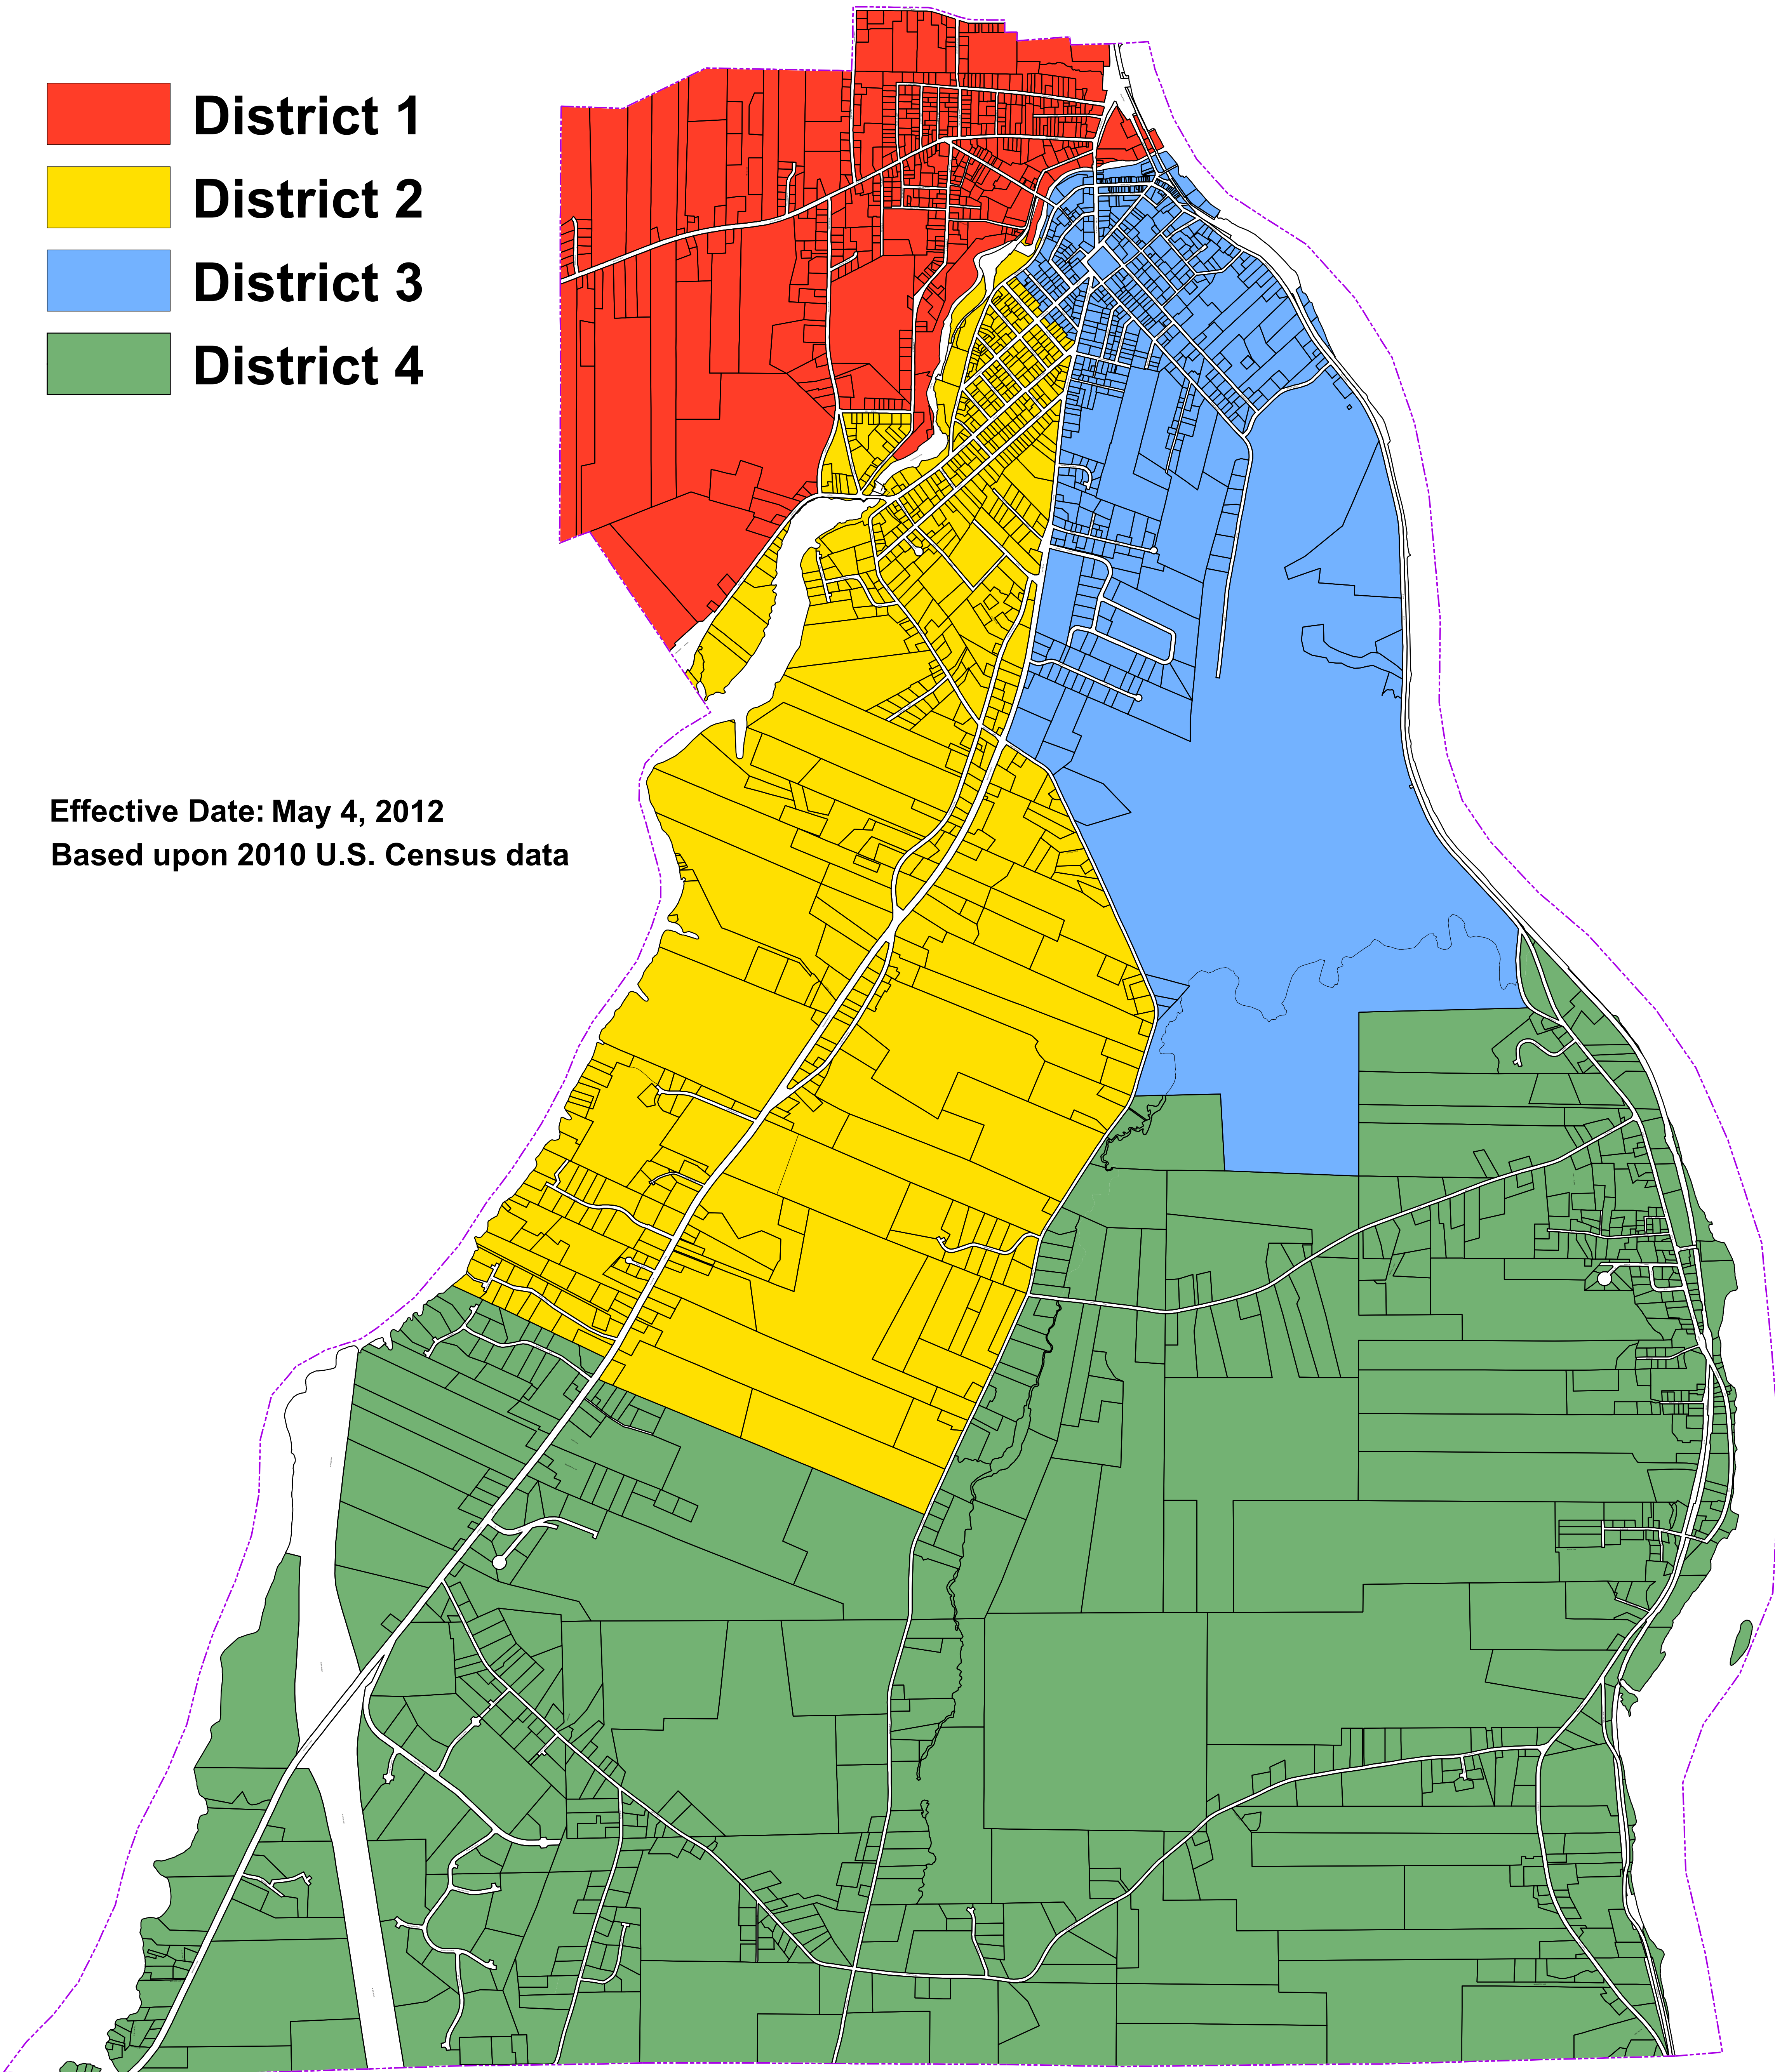 District 1
District 2
District 3
District 4
Effective Date: May 4, 2012
Based upon 2010 U.S. Census data